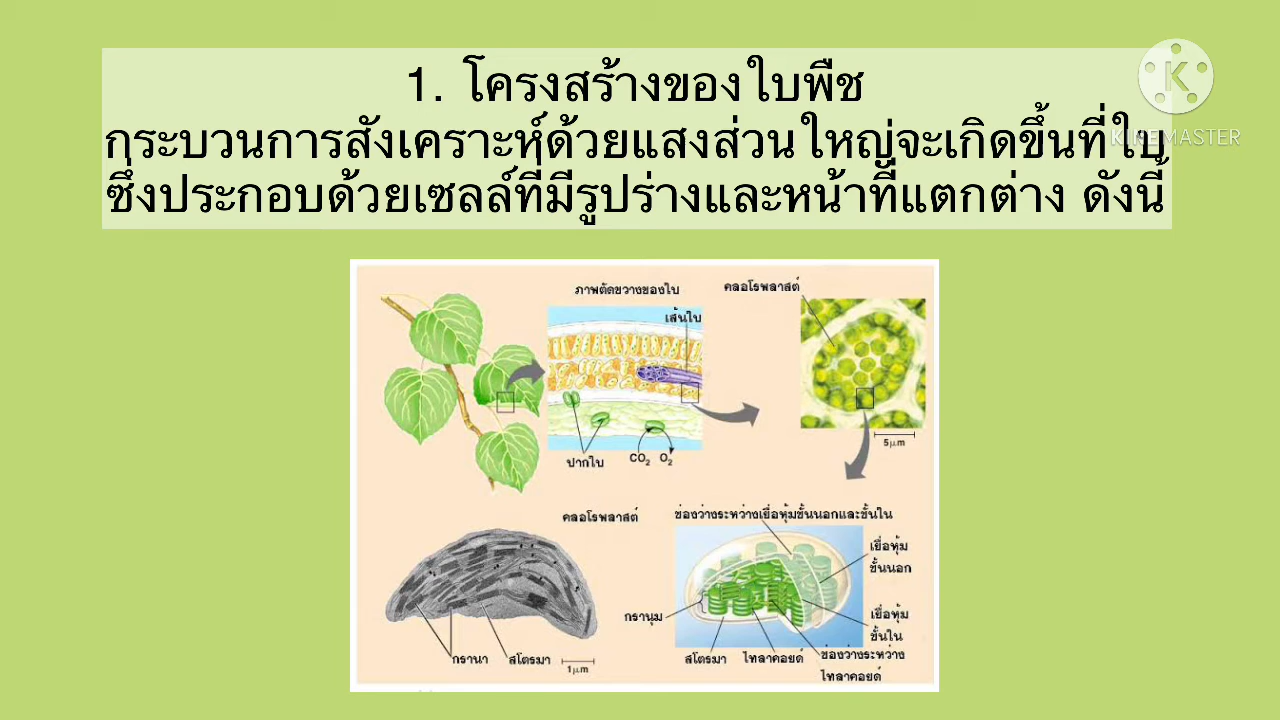 1. โครงสร้างของใบพืช
กระบวนการสังเคราะห์ด้วยแสงส่วนใหญ่จะเกิดขึ้นที่ใบ
ซึ่งประกอบด้วยเซลล์ที่มีรูปร่างและหน้าที่แตกต่าง ดังนี้
K
KINEMASTER
ภาพตัดขวางของใบ
คลอโรพลาสต์
เส้นใบ
ปากใบ
CO2 O2
5μm
คลอโรพลาสต์
ช่องว่างระหว่างเยื่อหุ้มชั้นนอกและชั้นใน
เยื่อหุ้ม
ชั้นนอก
กรานุม
เยื่อหุ้ม
ชั้นใน
กรานา
สโตรมา
1μm
สโตรมา
ไทลาคอยด์
ช่องว่างระหว่าง
ไทลาคอยด์